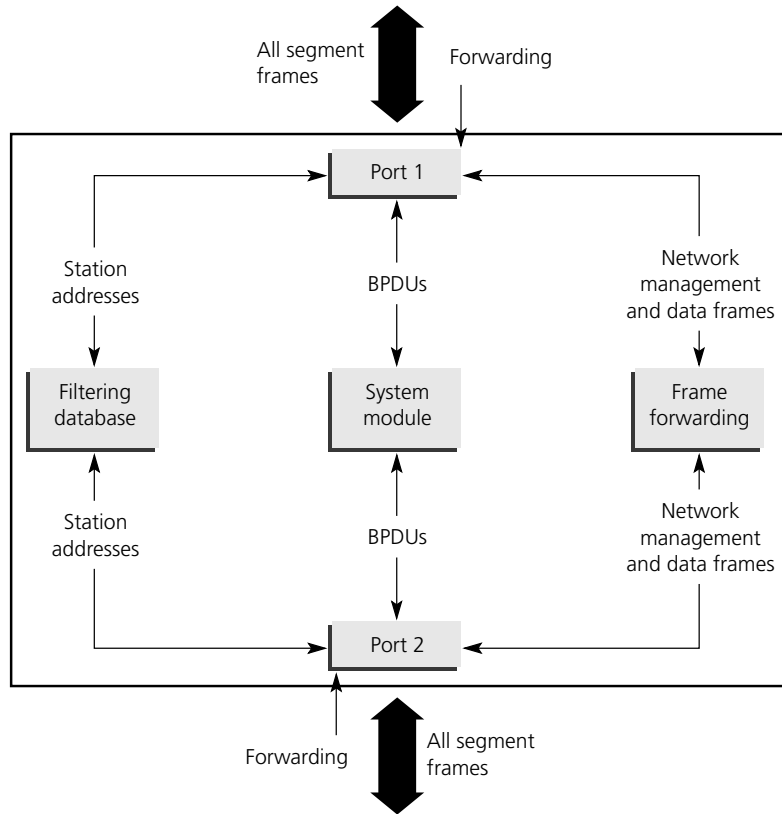 All segment
frames
Forwarding
Port 1
Station
addresses
BPDUs
Network
management
and data frames
Filtering
database
System
module
Frame
forwarding
Station
addresses
BPDUs
Network
management
and data frames
Port 2
Forwarding
All segment
frames